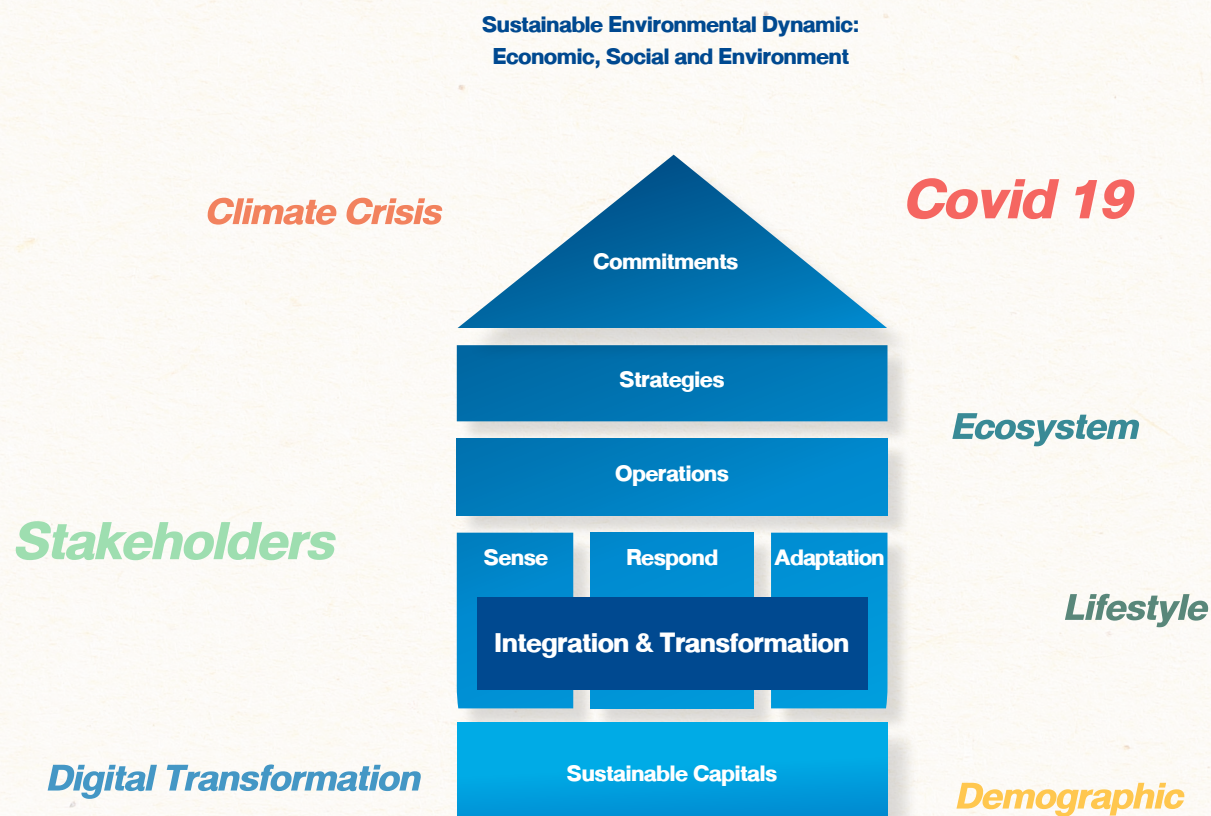 Sustainable Environmental Dynamic:
Economic, Social and Environment
Climate Crisis
Covid 19
Commitments
Strategies
Ecosystem
Operations
Stakeholders
Sense
Respond
Adaptation
Lifestyle
Integration & Transformation
Digital Transformation
Sustainable Capitals
Demographic